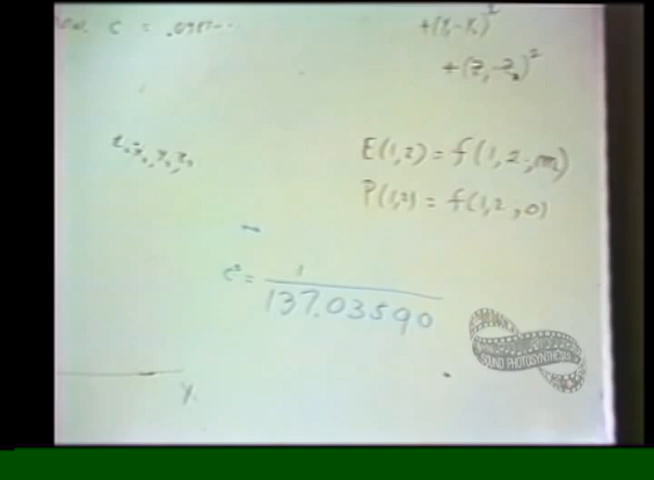 +(Y₁-Y₂)²
+(Z₁-Z₂)²
E(1,2) = f(1,2,m)
P(1,2) = f(1,2,0)
c² = 1
137.03590
SOUND PHOTOSYNTHESIS
Y